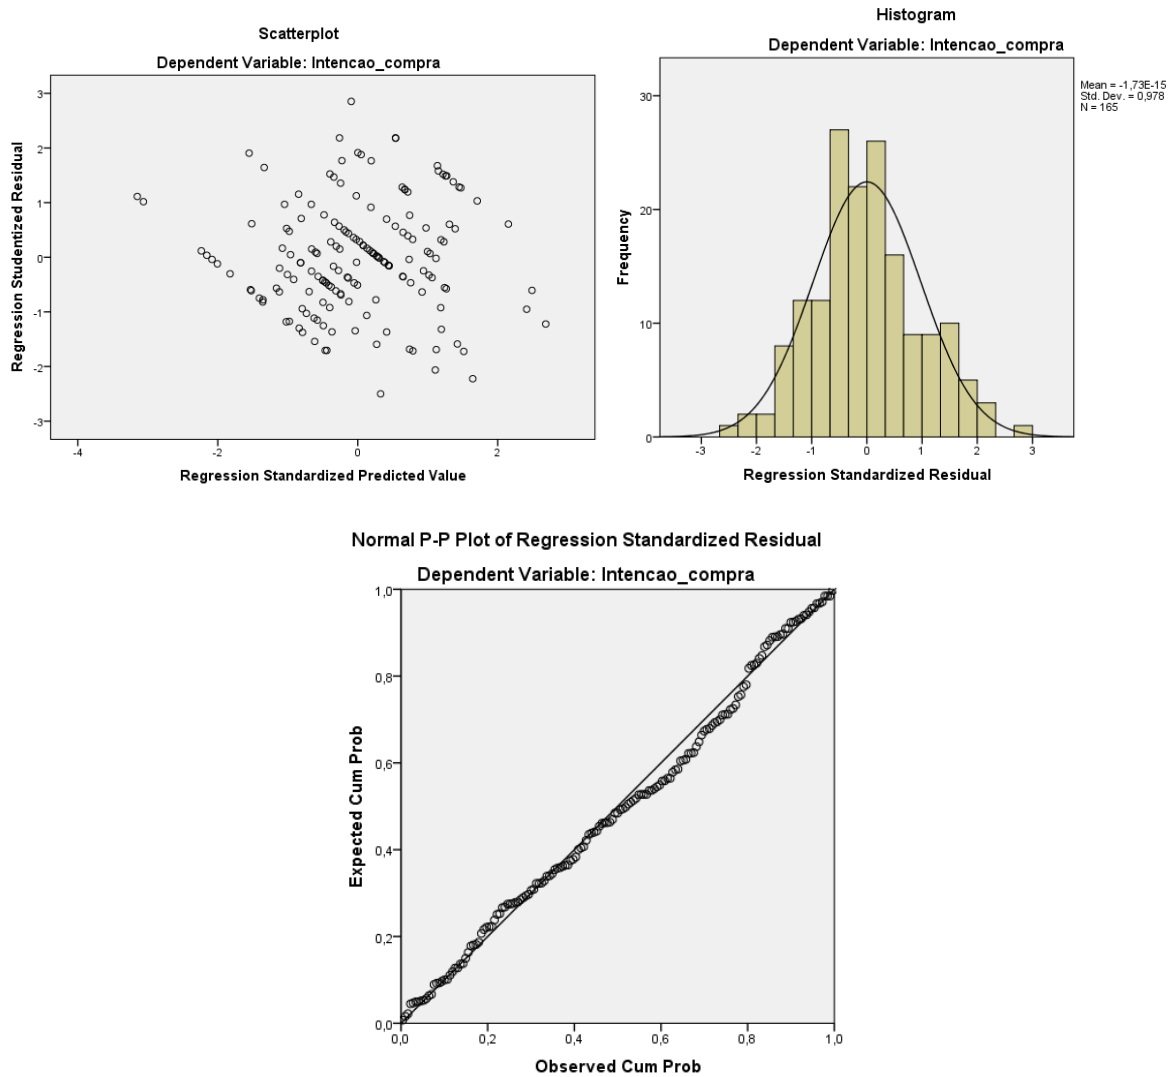 Scatterplot
Dependent Variable: Intencao_compra
Regression Studentized Residual
3
2
1
0
-1
-2
-3
-4
-2
0
2
Regression Standardized Predicted Value
Histogram
Dependent Variable: Intencao_compra
Mean = -1,73E-15
Std. Dev. = 0,978
N = 165
Frequency
30
20
10
0
-3
-2
-1
0
1
2
3
Regression Standardized Residual
Normal P-P Plot of Regression Standardized Residual
Dependent Variable: Intencao_compra
Expected Cum Prob
1,0
0,8
0,6
0,4
0,2
0,0
0,0
0,2
0,4
0,6
0,8
1,0
Observed Cum Prob